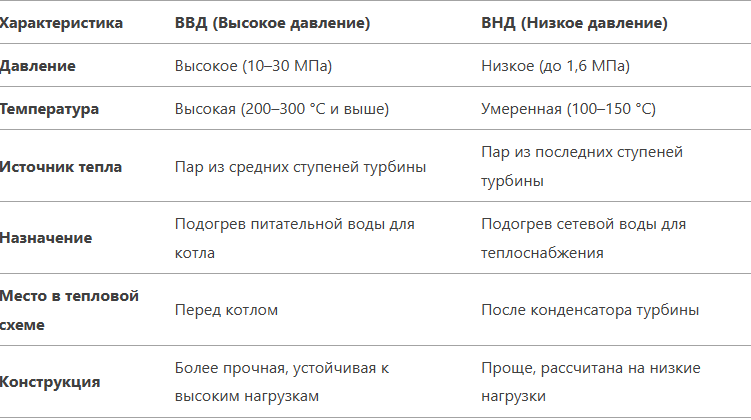 Характеристика ВВД (Высокое давление) ВНД (Низкое давление)
Давление Высокое (10–30 МПа) Низкое (до 1,6 МПа)
Температура Высокая (200–300 °C и выше) Умеренная (100–150 °C)
Источник тепла Пар из средних ступеней турбины Пар из последних ступеней
турбины
Назначение Подогрев питательной воды для
котла
Подогрев сетевой воды для
теплоснабжения
Место в тепловой
схеме
Перед котлом После конденсатора турбины
Конструкция Более прочная, устойчивая к
высоким нагрузкам
Проще, рассчитана на низкие
нагрузки